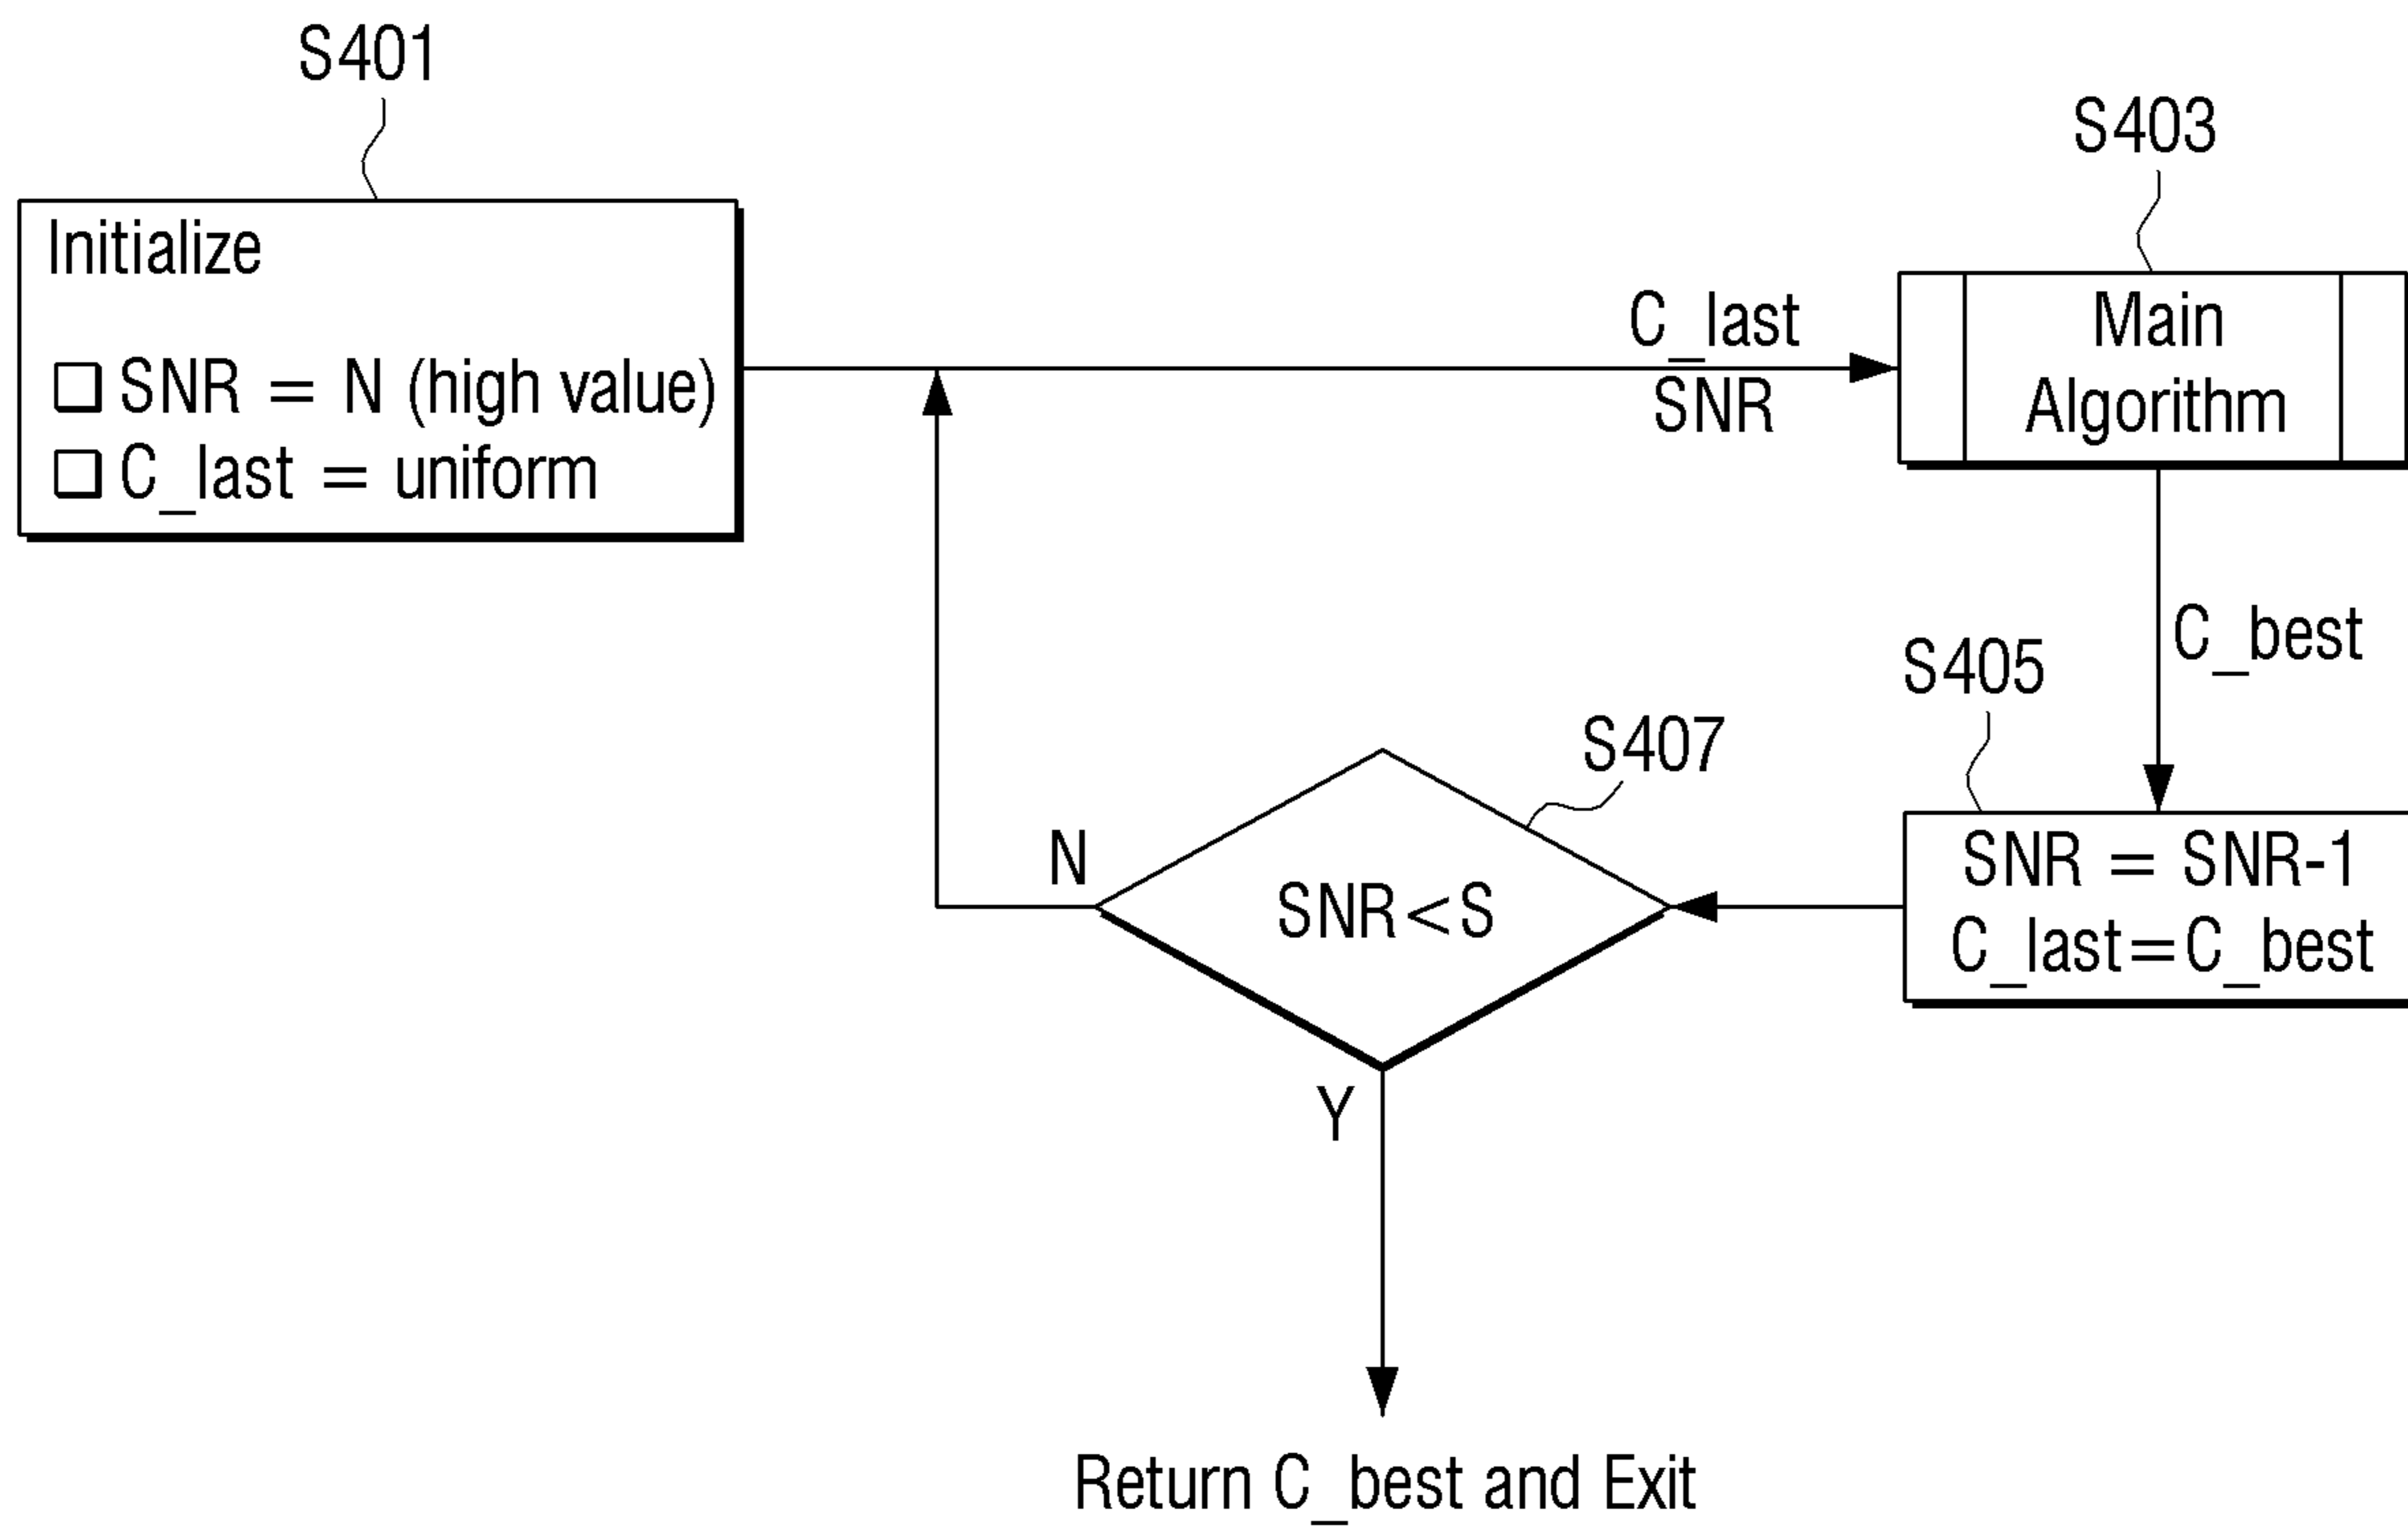 S401
S403
Initialize
SNR = N (high value)
C_last = uniform
C_last
SNR
Main
Algorithm
C_best
S405
S407
N
SNR<S
SNR = SNR-1
C_last=C_best
Y
Return C_best and Exit